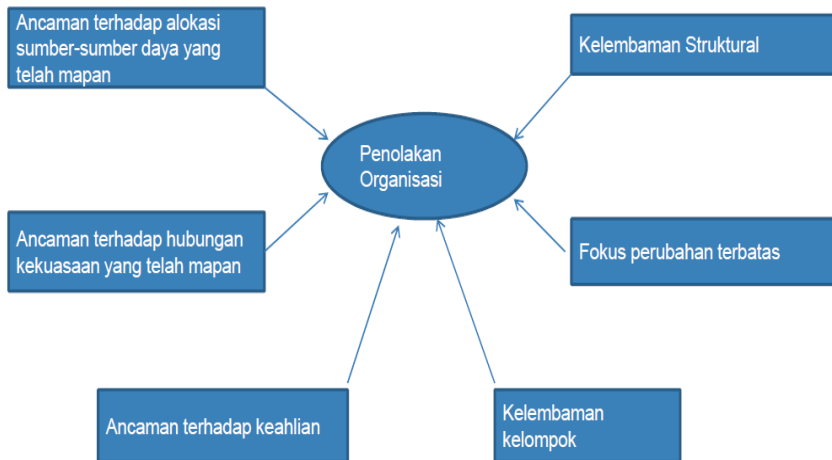 Ancaman terhadap alokasi
sumber-sumber daya yang
telah mapan
Kelembaman Struktural
Penolakan
Organisasi
Ancaman terhadap hubungan
kekuasaan yang telah mapan
Fokus perubahan terbatas
Ancaman terhadap keahlian
Kelembaman
kelompok